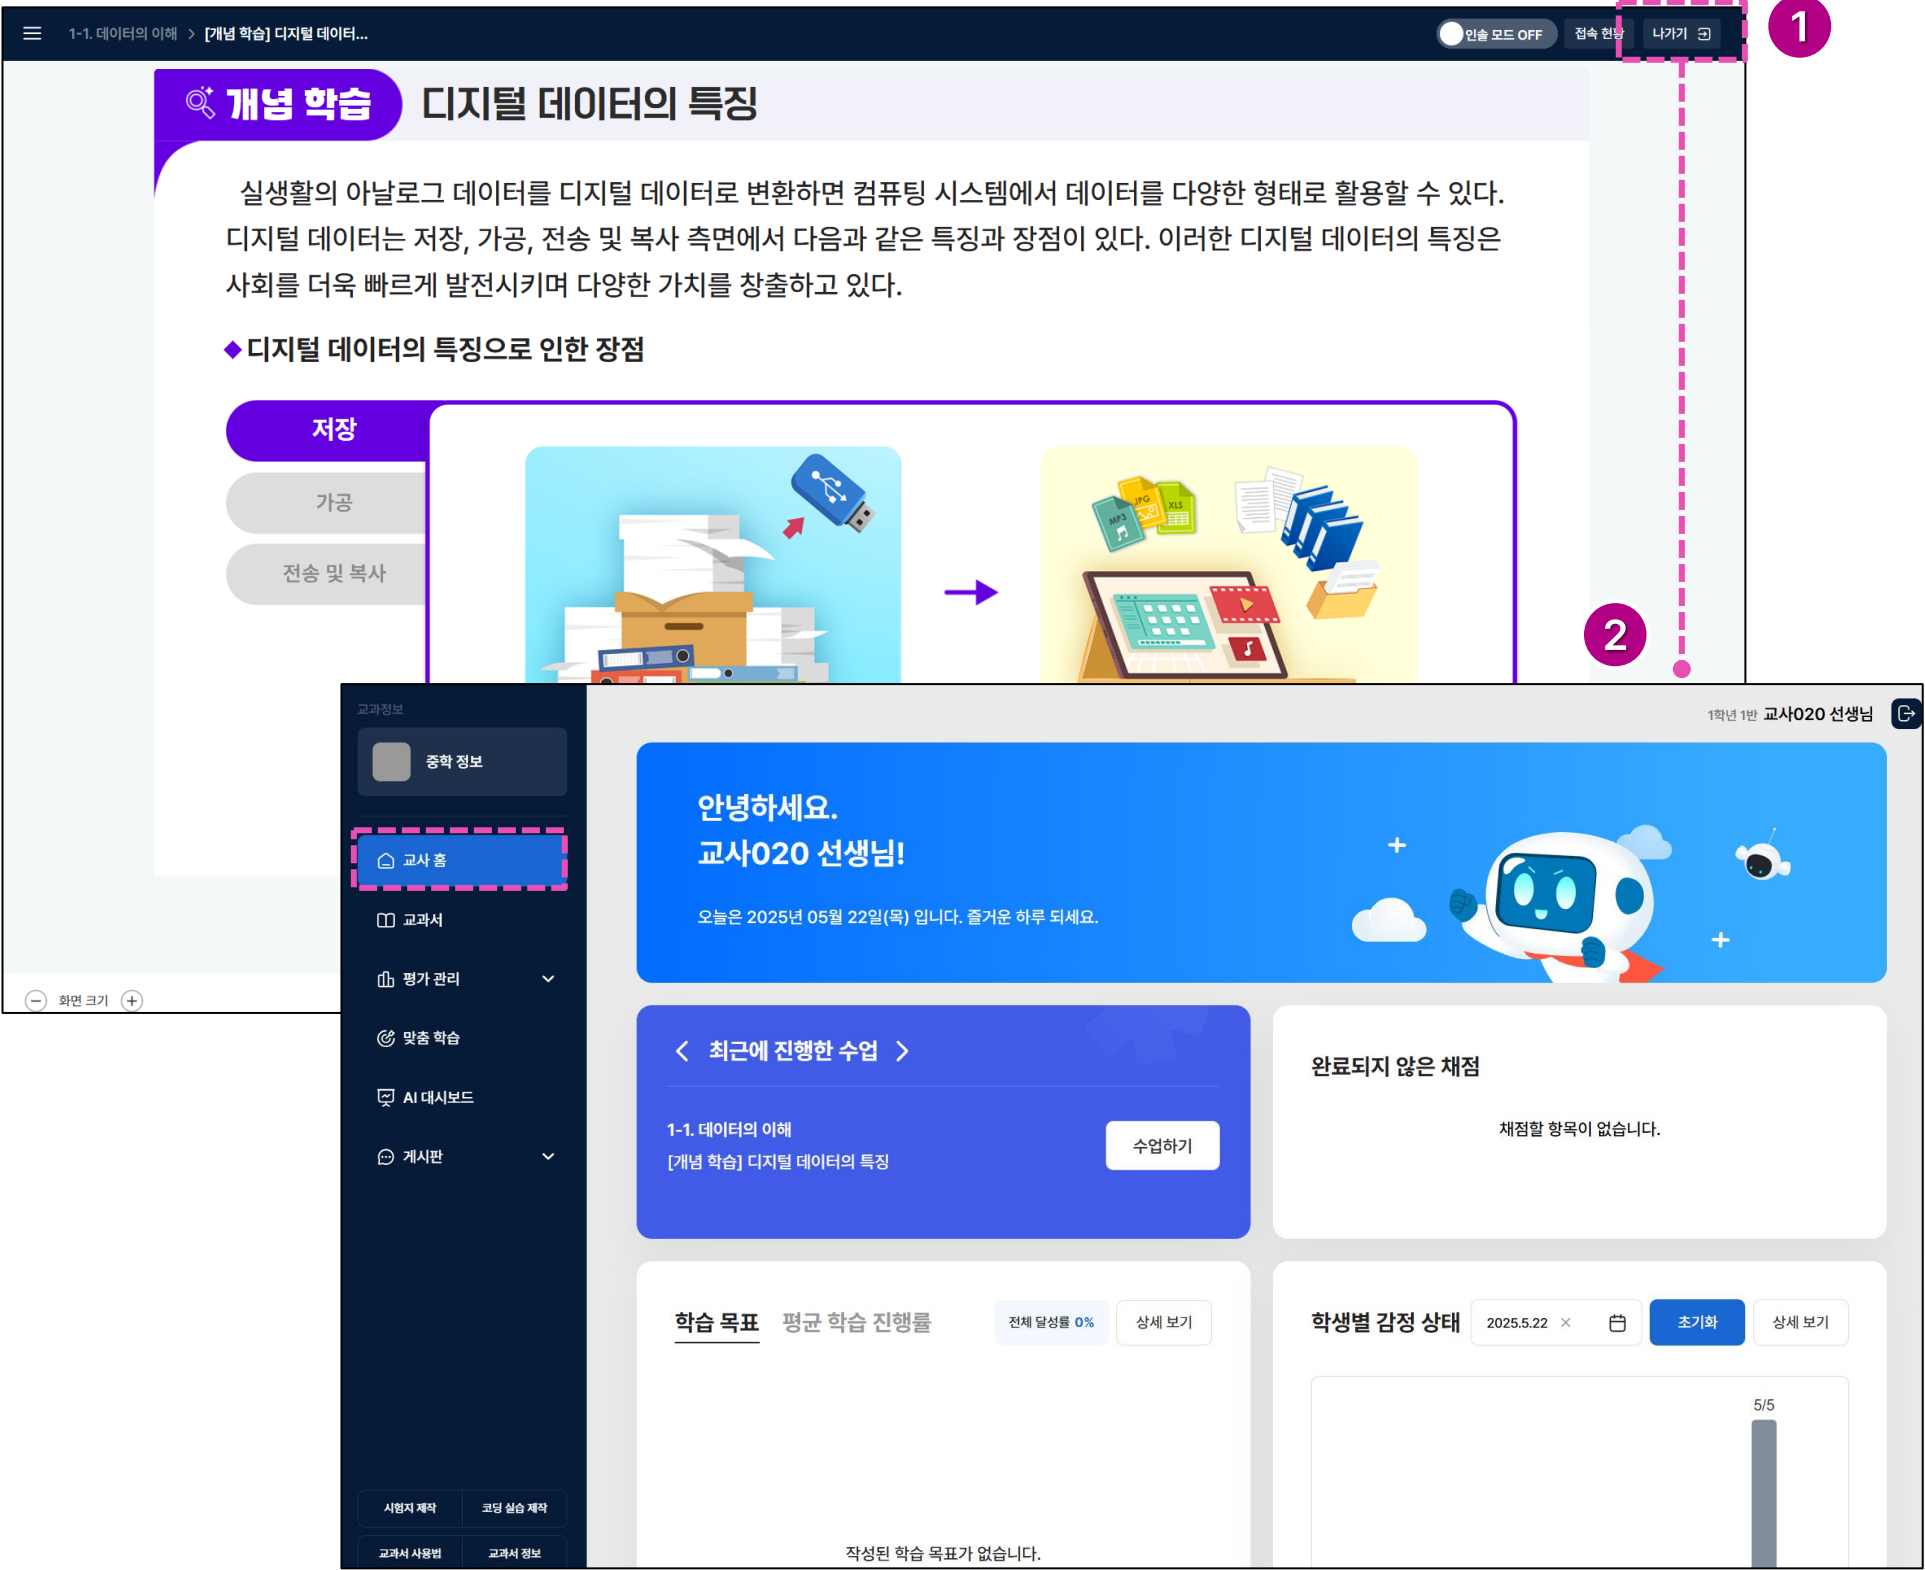 1-1. 데이터의 이해 > [개념 학습] 디지털 데이터...
인솔 모드 OFF
접속 현황
나가기
1
개념 학습
디지털 데이터의 특징
실생활의 아날로그 데이터를 디지털 데이터로 변환하면 컴퓨팅 시스템에서 데이터를 다양한 형태로 활용할 수 있다.
디지털 데이터는 저장, 가공, 전송 및 복사 측면에서 다음과 같은 특징과 장점이 있다. 이러한 디지털 데이터의 특징은
사회를 더욱 빠르게 발전시키며 다양한 가치를 창출하고 있다.
◆디지털 데이터의 특징으로 인한 장점
저장
가공
전송 및 복사
MP3
JPG
XLS
2
화면 크기
교과정보
중학 정보
교사 홈
교과서
평가 관리
맞춤 학습
AI 대시보드
게시판
시험지 제작
코딩 실습 제작
교과서 사용법
교과서 정보
1학년 1반 교사020 선생님
안녕하세요.
교사020 선생님!
오늘은 2025년 05월 22일(목) 입니다. 즐거운 하루 되세요.
최근에 진행한 수업
1-1. 데이터의 이해
[개념 학습] 디지털 데이터의 특징
수업하기
완료되지 않은 채점
채점할 항목이 없습니다.
학습 목표
평균 학습 진행률
전체 달성률 0%
상세 보기
작성된 학습 목표가 없습니다.
학생별 감정 상태
2025.5.22
초기화
상세 보기
5/5